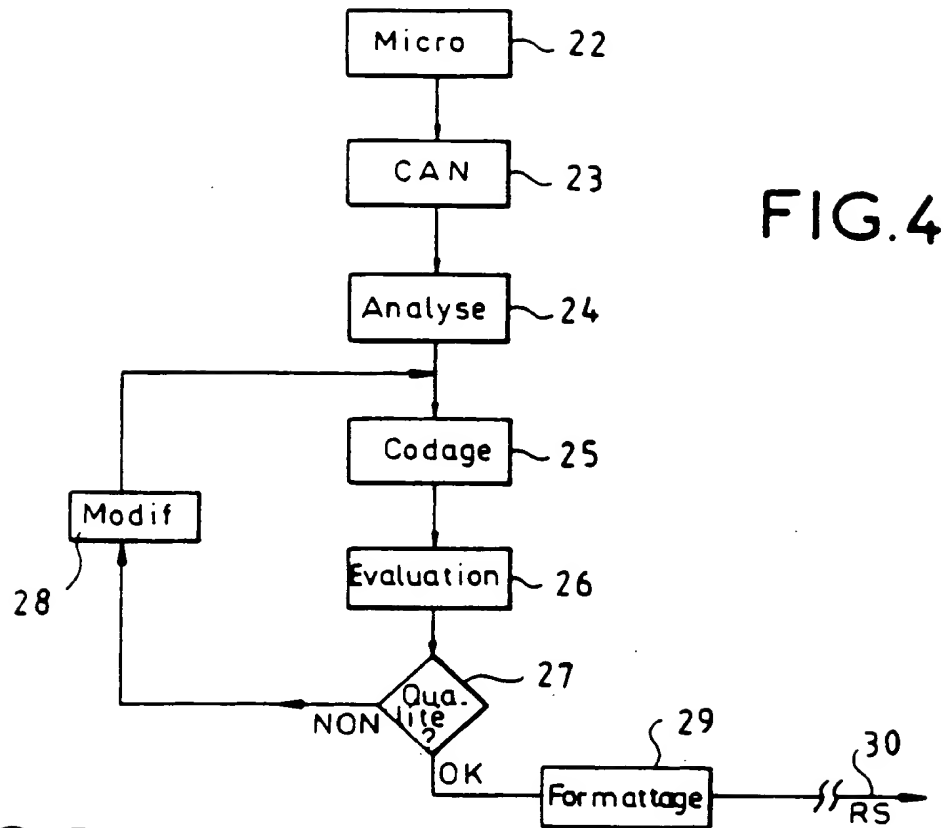 Micro
22
CAN
23
FIG.4
Analyse
24
Codage
25
Modif
28
Evaluation
26
Qua-
lite
?
27
NON
OK
29
Formattage
30
RS